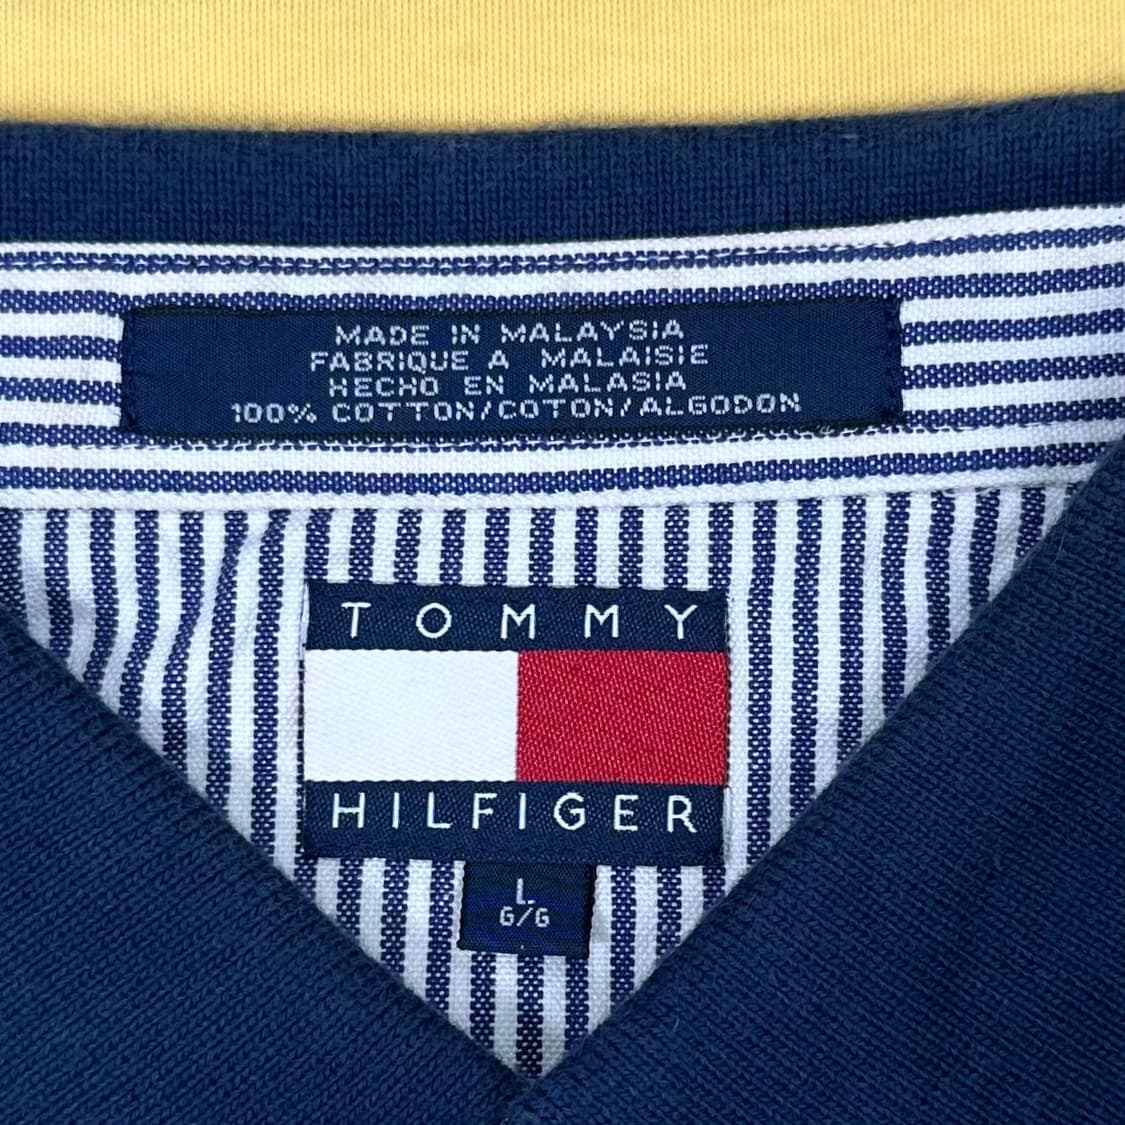 MADE IN MALAYSIA
FABRIQUE A MALAISIE
HECHO EN MALASIA
100% COTTON/COTON/ALGODON
TOMMY
HILFIGER
L
G/G